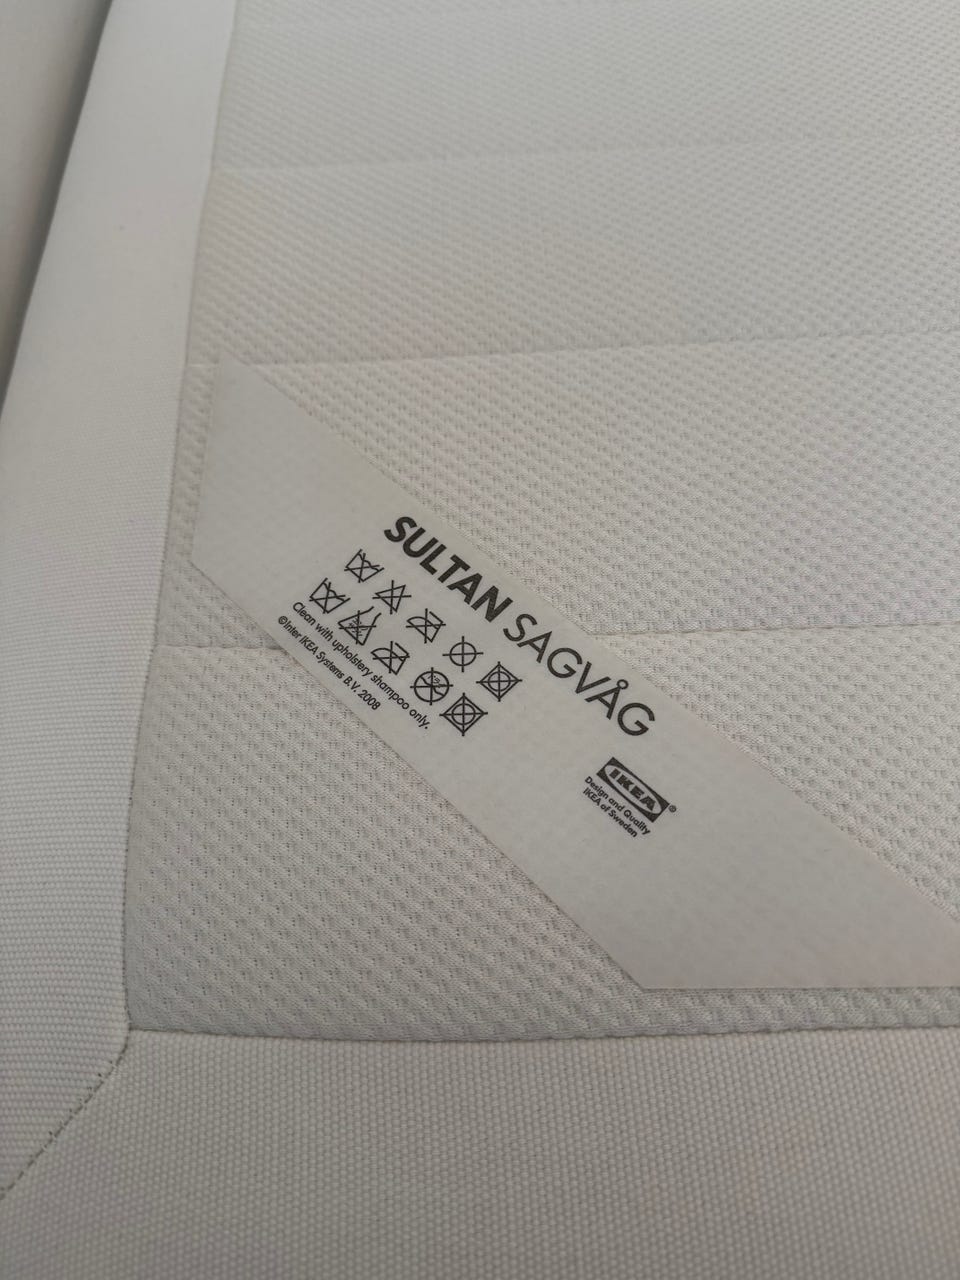 SULTAN SAGVÅG
Clean with upholstery shampoo only.
©Inter IKEA Systems B.V. 2008
IKEA®
Design and Quality
IKEA of Sweden